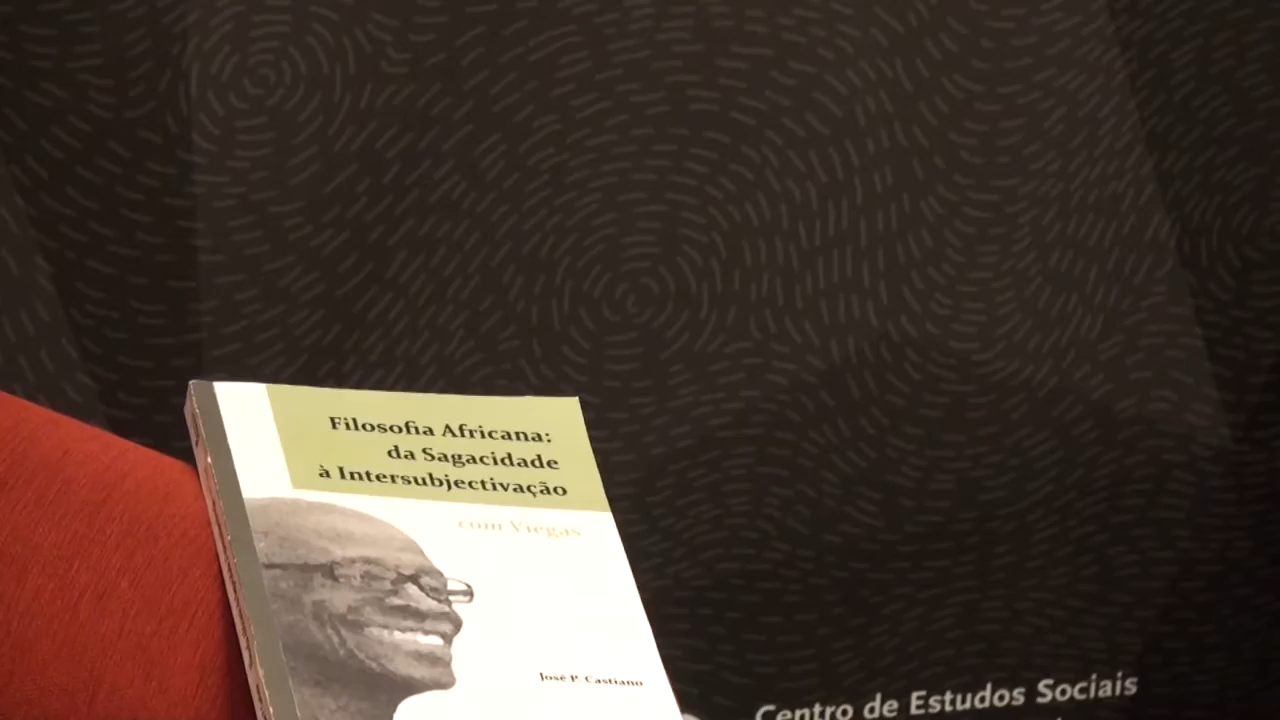 Filosofia Africana:
da Sagacidade
à Intersubjectivação
com Viegas
José P. Castiano
Centro de Estudos Sociais